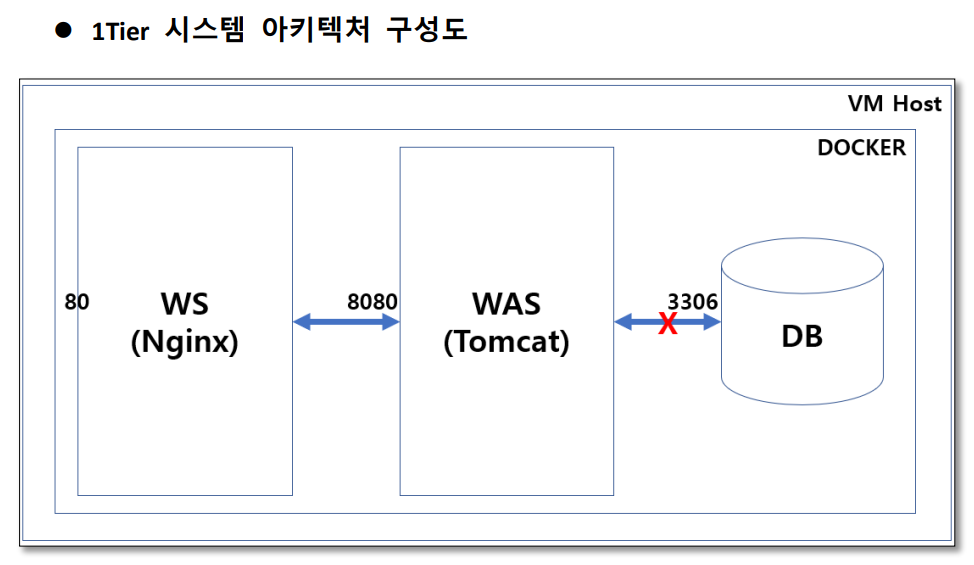 ● 1Tier 시스템 아키텍처 구성도
VM Host
DOCKER
80
WS
(Nginx)
8080
WAS
(Tomcat)
3306
X
DB